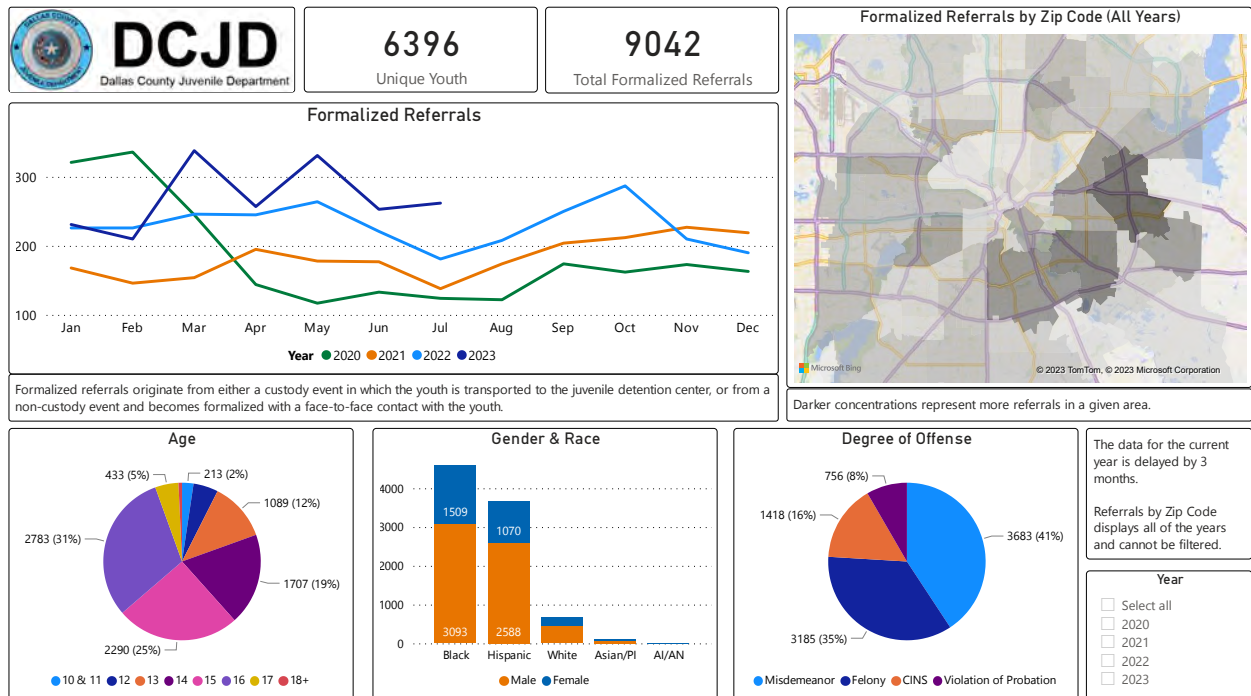 DALLAS COUNTY
JUVENILE DEPARTMENT
DCJD
Dallas County Juvenile Department
6396
Unique Youth
9042
Total Formalized Referrals
Formalized Referrals by Zip Code (All Years)
Microsoft Bing
© 2023 TomTom, © 2023 Microsoft Corporation
Darker concentrations represent more referrals in a given area.
Formalized Referrals
300
200
100
Jan Feb Mar Apr May Jun Jul Aug Sep Oct Nov Dec
Year 2020 2021 2022 2023
Formalized referrals originate from either a custody event in which the youth is transported to the juvenile detention center, or from a
non-custody event and becomes formalized with a face-to-face contact with the youth.
Age
433 (5%)
213 (2%)
1089 (12%)
2783 (31%)
1707 (19%)
2290 (25%)
10 & 11 12 13 14 15 16 17 18+
Gender & Race
4000
3000
2000
1000
0
1509
1070
3093
2588
Black Hispanic White Asian/PI AI/AN
Male Female
Degree of Offense
756 (8%)
1418 (16%)
3683 (41%)
3185 (35%)
Misdemeanor Felony CINS Violation of Probation
The data for the current
year is delayed by 3
months.
Referrals by Zip Code
displays all of the years
and cannot be filtered.
Year
Select all
2020
2021
2022
2023